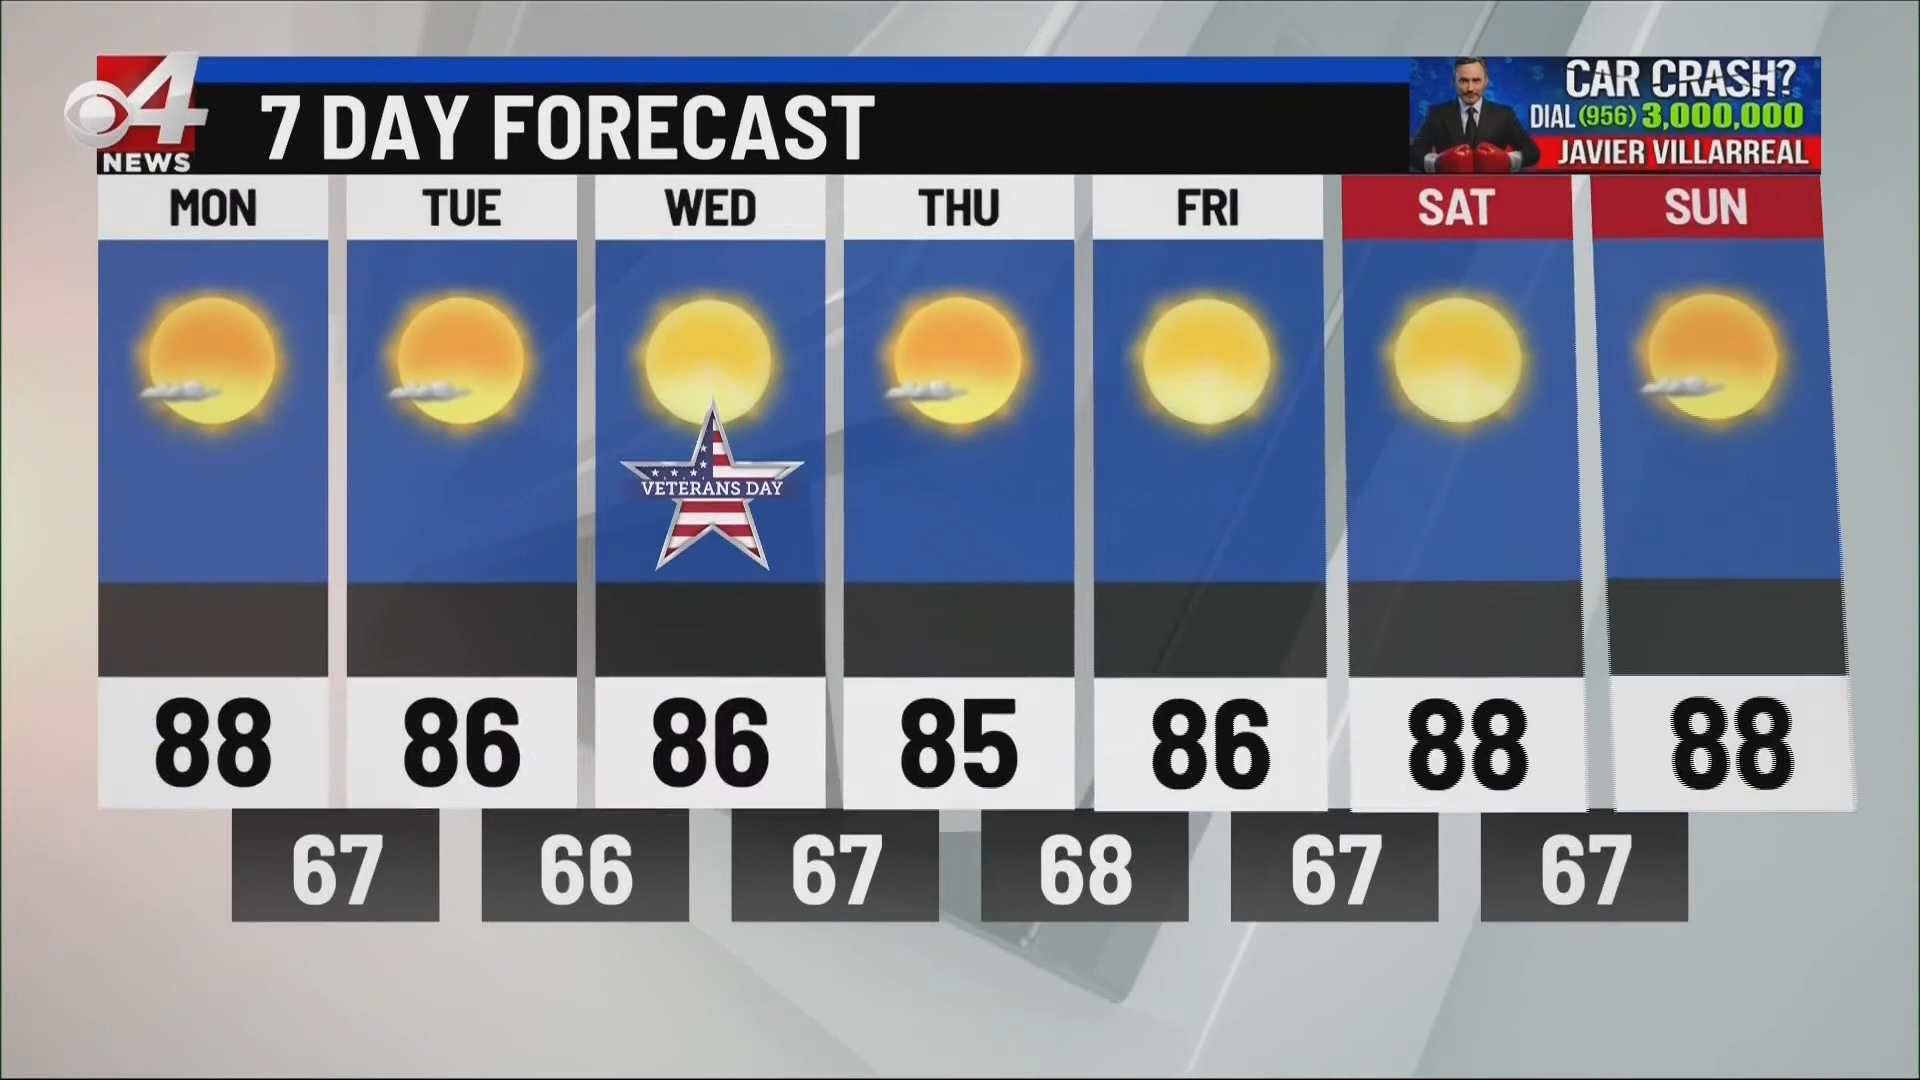 4
NEWS
7 DAY FORECAST
CAR CRASH?
DIAL (956) 3,000,000
JAVIER VILLARREAL
MON TUE WED THU FRI SAT SUN
VETERANS DAY
88 86 86 85 86 88 88
67 66 67 68 67 67